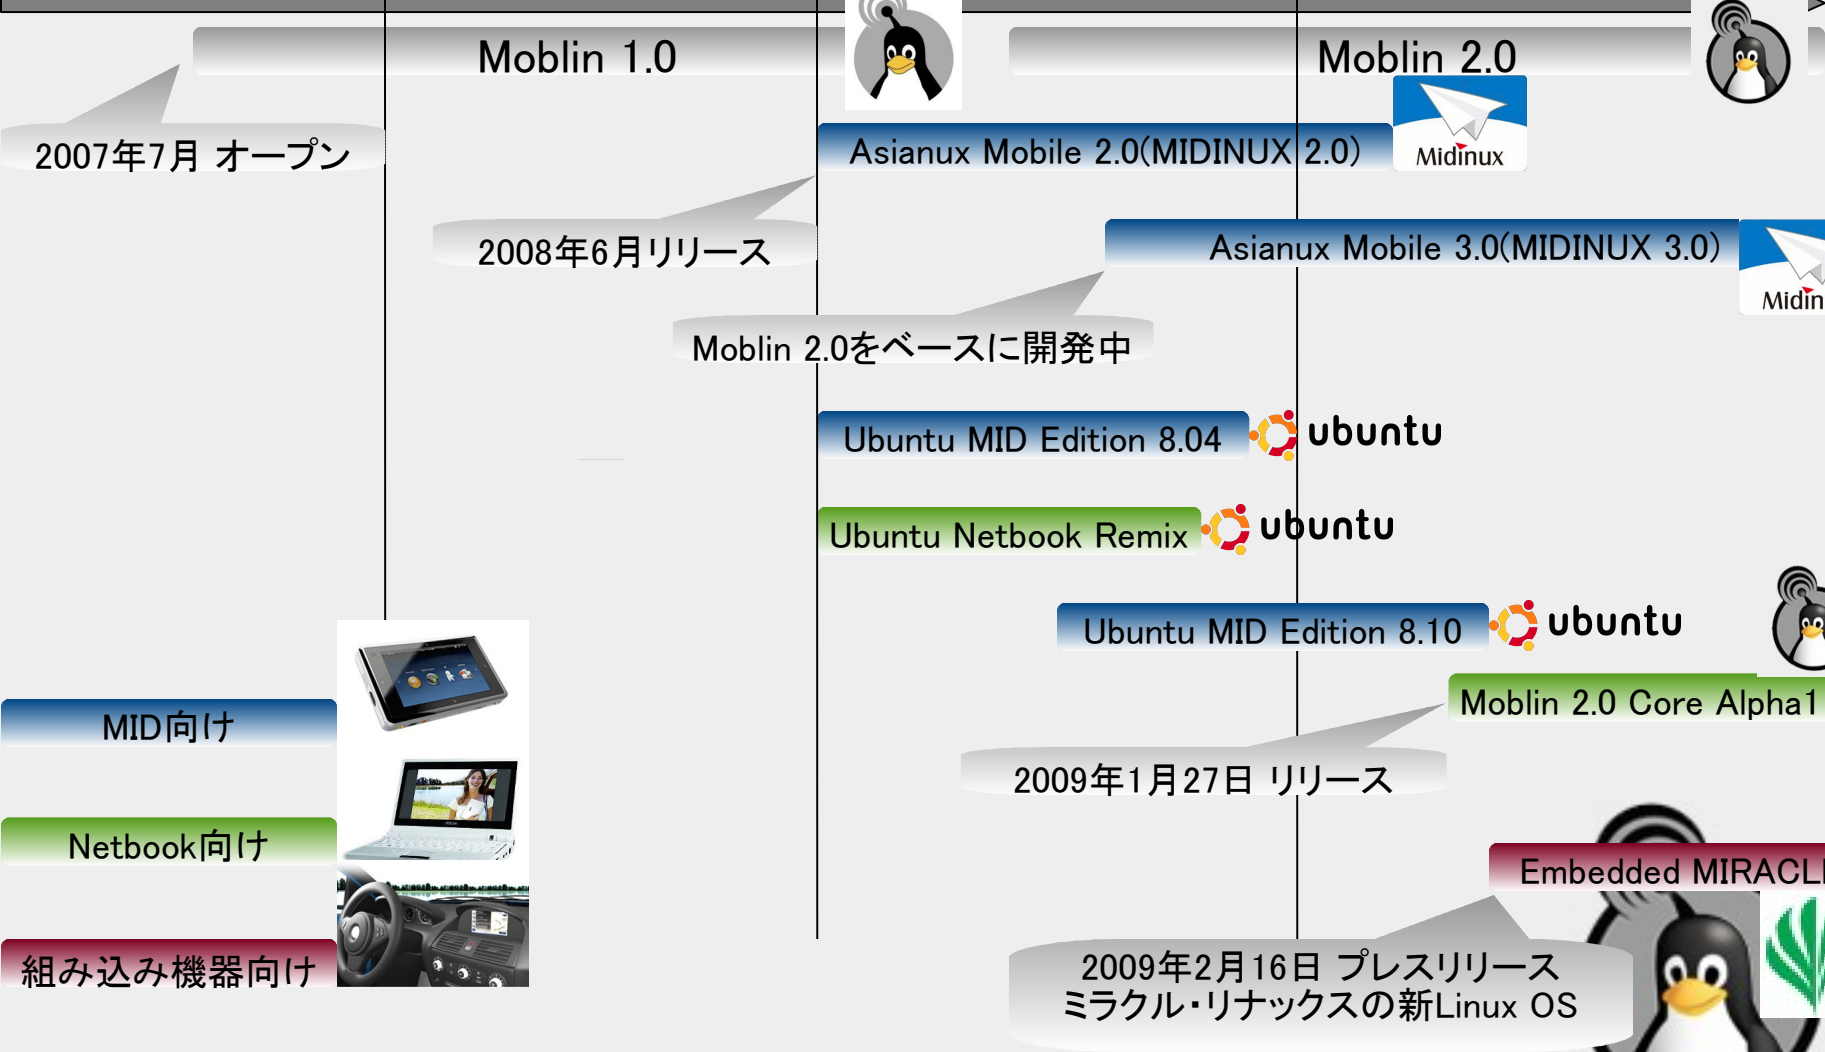 Moblin 1.0
Moblin 2.0
2007年7月 オープン
Asianux Mobile 2.0(MIDINUX 2.0)
Midinux
2008年6月リリース
Asianux Mobile 3.0(MIDINUX 3.0)
Midin
Moblin 2.0をベースに開発中
Ubuntu MID Edition 8.04
ubuntu
Ubuntu Netbook Remix
ubuntu
Ubuntu MID Edition 8.10
ubuntu
Moblin 2.0 Core Alpha1
MID向け
2009年1月27日 リリース
Netbook向け
Embedded MIRACL
組み込み機器向け
2009年2月16日 プレスリリース
ミラクル・リナックスの新Linux OS